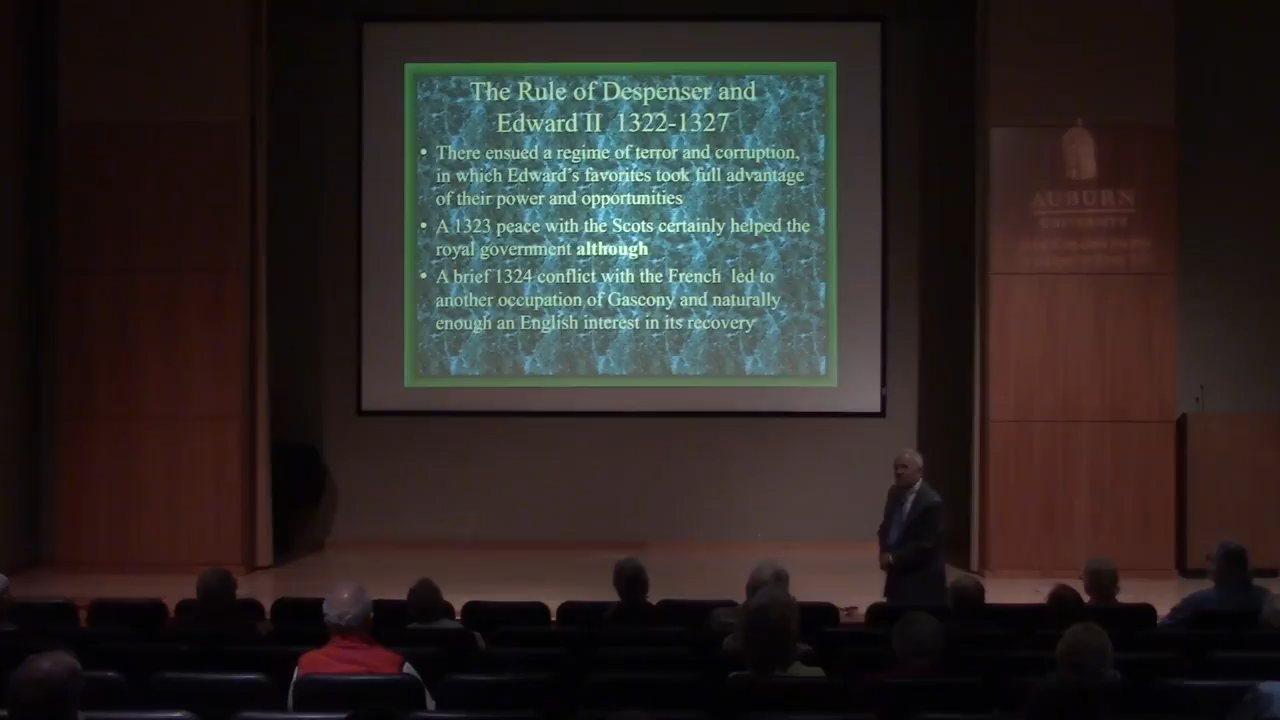 The Rule of Despenser and
Edward II 1322-1327
• There ensued a regime of terror and corruption,
in which Edward's favorites took full advantage
of their power and opportunities
• A 1323 peace with the Scots certainly helped the
royal government although
• A brief 1324 conflict with the French led to
another occupation of Gascony and naturally
enough an English interest in its recovery
AUBURN
UNIVERSITY